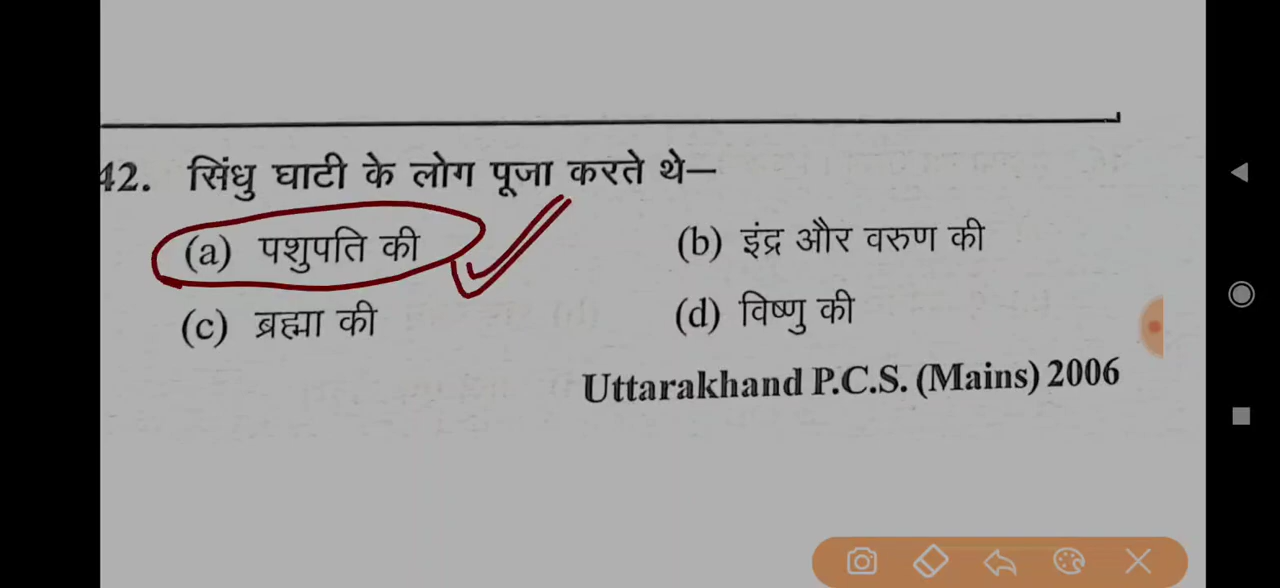 42. सिंधु घाटी के लोग पूजा करते थे—
(a) पशुपति की (b) इंद्र और वरुण की
(c) ब्रह्मा की (d) विष्णु की
Uttarakhand P.C.S. (Mains) 2006